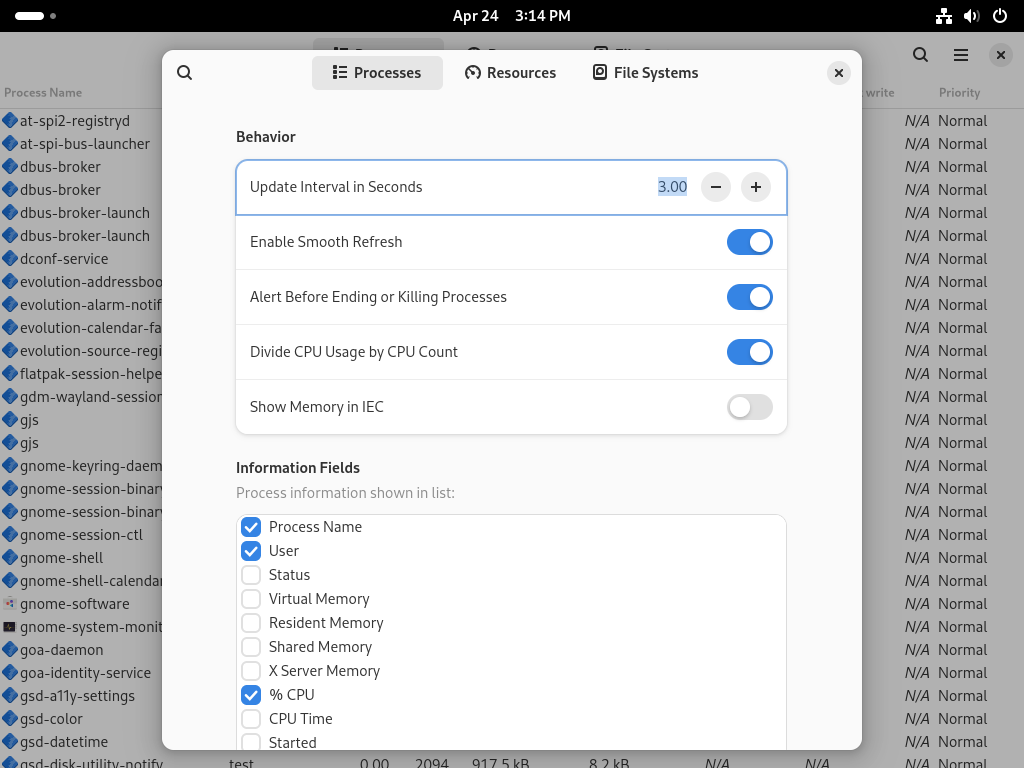 Apr 24 3:14 PM
Processes Resources File Systems
Process Name write Priority
Behavior
Update Interval in Seconds 3.00
Enable Smooth Refresh
Alert Before Ending or Killing Processes
Divide CPU Usage by CPU Count
Show Memory in IEC
Information Fields
Process information shown in list:
Process Name
User
Status
Virtual Memory
Resident Memory
Shared Memory
X Server Memory
% CPU
CPU Time
Started
at-spi2-registryd N/A Normal
at-spi-bus-launcher N/A Normal
dbus-broker N/A Normal
dbus-broker N/A Normal
dbus-broker-launch N/A Normal
dbus-broker-launch N/A Normal
dconf-service N/A Normal
evolution-addressboo N/A Normal
evolution-alarm-notif N/A Normal
evolution-calendar-fa N/A Normal
evolution-source-regi N/A Normal
flatpak-session-helpe N/A Normal
gdm-wayland-session N/A Normal
gjs N/A Normal
gjs N/A Normal
gnome-keyring-daem N/A Normal
gnome-session-binary N/A Normal
gnome-session-binary N/A Normal
gnome-session-ctl N/A Normal
gnome-shell N/A Normal
gnome-shell-calendar N/A Normal
gnome-software N/A Normal
gnome-system-monit N/A Normal
goa-daemon N/A Normal
goa-identity-service N/A Normal
gsd-a11y-settings N/A Normal
gsd-color N/A Normal
gsd-datetime N/A Normal
gsd-disk-utility-notify test 0.00 2094 917.5 kB 8.2 kB N/A N/A N/A Normal